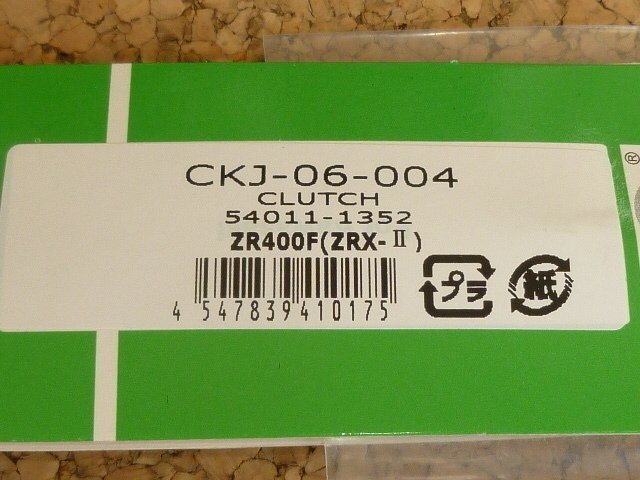 CKJ-06-004
CLUTCH
54011-1352
ZR400F(ZRX-Ⅱ)
4 547839 410175
プラ
紙
®